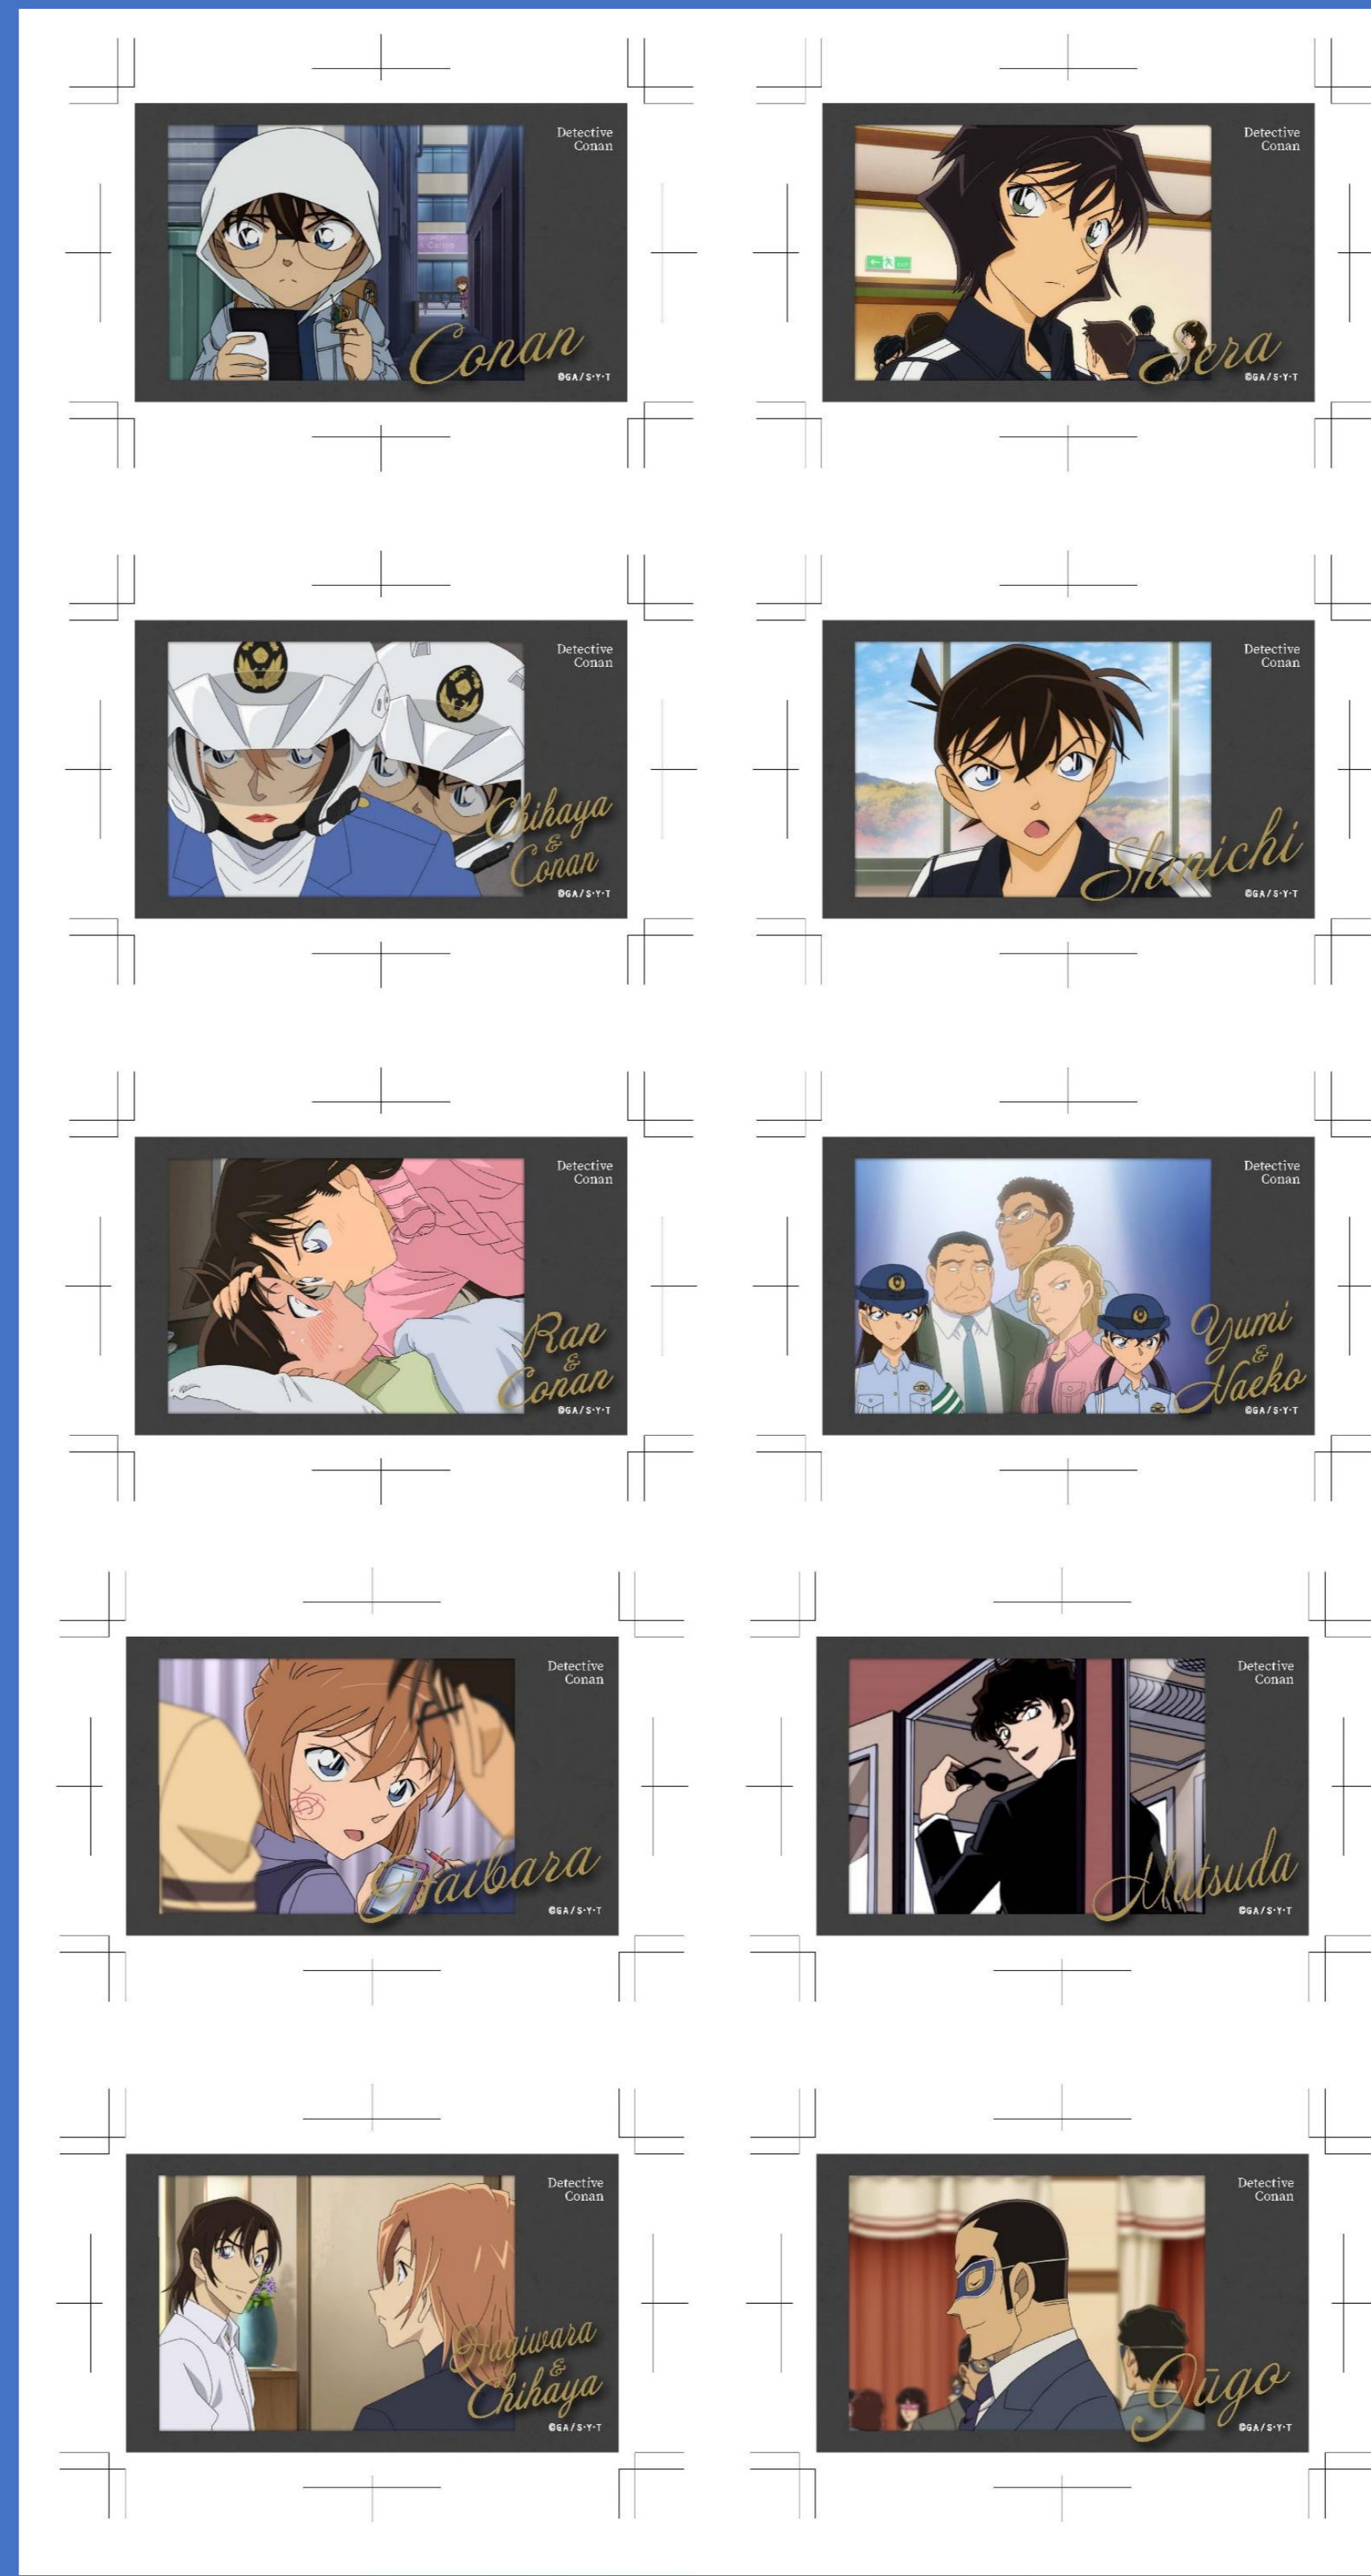 Detective
Conan
Conan
©GA/S·Y·T
Detective
Conan
Sera
©GA/S·Y·T
Detective
Conan
Chihaya
&
Conan
©GA/S·Y·T
Detective
Conan
Shinichi
©GA/S·Y·T
Detective
Conan
Ran
&
Conan
©GA/S·Y·T
Detective
Conan
Yumi
&
Naeko
©GA/S·Y·T
Detective
Conan
Haibara
©GA/S·Y·T
Detective
Conan
Matsuda
©GA/S·Y·T
Detective
Conan
Hagiwara
&
Chihaya
©GA/S·Y·T
Detective
Conan
Jūgo
©GA/S·Y·T